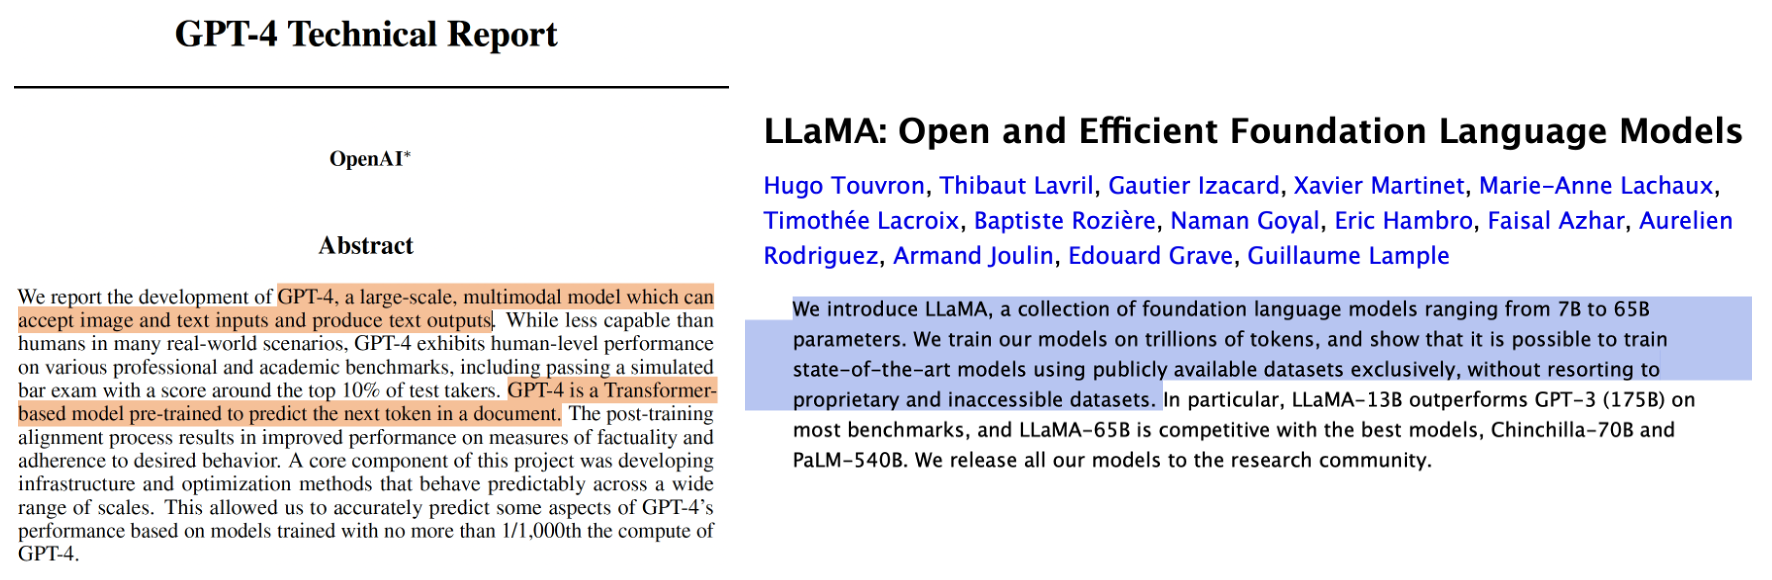 GPT-4 Technical Report
OpenAI*
Abstract
We report the development of GPT-4, a large-scale, multimodal model which can
accept image and text inputs and produce text outputs. While less capable than
humans in many real-world scenarios, GPT-4 exhibits human-level performance
on various professional and academic benchmarks, including passing a simulated
bar exam with a score around the top 10% of test takers. GPT-4 is a Transformer-
based model pre-trained to predict the next token in a document. The post-training
alignment process results in improved performance on measures of factuality and
adherence to desired behavior. A core component of this project was developing
infrastructure and optimization methods that behave predictably across a wide
range of scales. This allowed us to accurately predict some aspects of GPT-4's
performance based on models trained with no more than 1/1,000th the compute of
GPT-4.
LLaMA: Open and Efficient Foundation Language Models
Hugo Touvron, Thibaut Lavril, Gautier Izacard, Xavier Martinet, Marie-Anne Lachaux,
Timothée Lacroix, Baptiste Rozière, Naman Goyal, Eric Hambro, Faisal Azhar, Aurelien
Rodriguez, Armand Joulin, Edouard Grave, Guillaume Lample
We introduce LLaMA, a collection of foundation language models ranging from 7B to 65B
parameters. We train our models on trillions of tokens, and show that it is possible to train
state-of-the-art models using publicly available datasets exclusively, without resorting to
proprietary and inaccessible datasets. In particular, LLaMA-13B outperforms GPT-3 (175B) on
most benchmarks, and LLaMA-65B is competitive with the best models, Chinchilla-70B and
PaLM-540B. We release all our models to the research community.